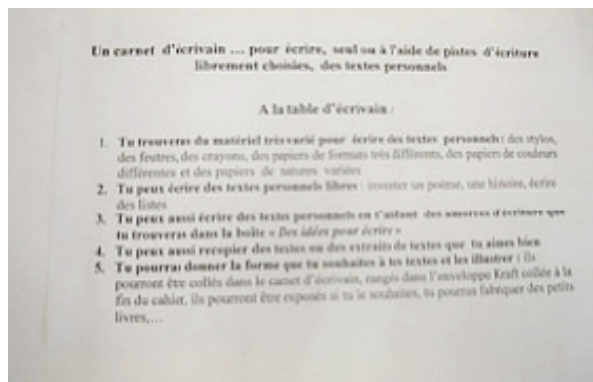 Un carnet d'écrivain ... pour écrire, seul ou à l'aide de pistes d'écriture
librement choisies, des textes personnels
A la table d'écrivain :
1. Tu trouveras du matériel très varié pour écrire des textes personnels : des stylos,
des feutres, des crayons, des papiers de formats très différents, des papiers de couleurs
différentes et des papiers de natures variées
2. Tu peux écrire des textes personnels libres : inventer un poème, une histoire, écrire
des listes
3. Tu peux aussi écrire des textes personnels en t'aidant des amorces d'écriture que
tu trouveras dans la boîte « Des idées pour écrire »
4. Tu peux aussi recopier des textes ou des extraits de textes que tu aimes bien
5. Tu pourras donner la forme que tu souhaites à tes textes et les illustrer : ils
pourront être collés dans le carnet d'écrivain, rangés dans l'enveloppe Kraft collée à la
fin du cahier, ils pourront être exposés si tu le souhaites, tu pourras fabriquer des petits
livres,...